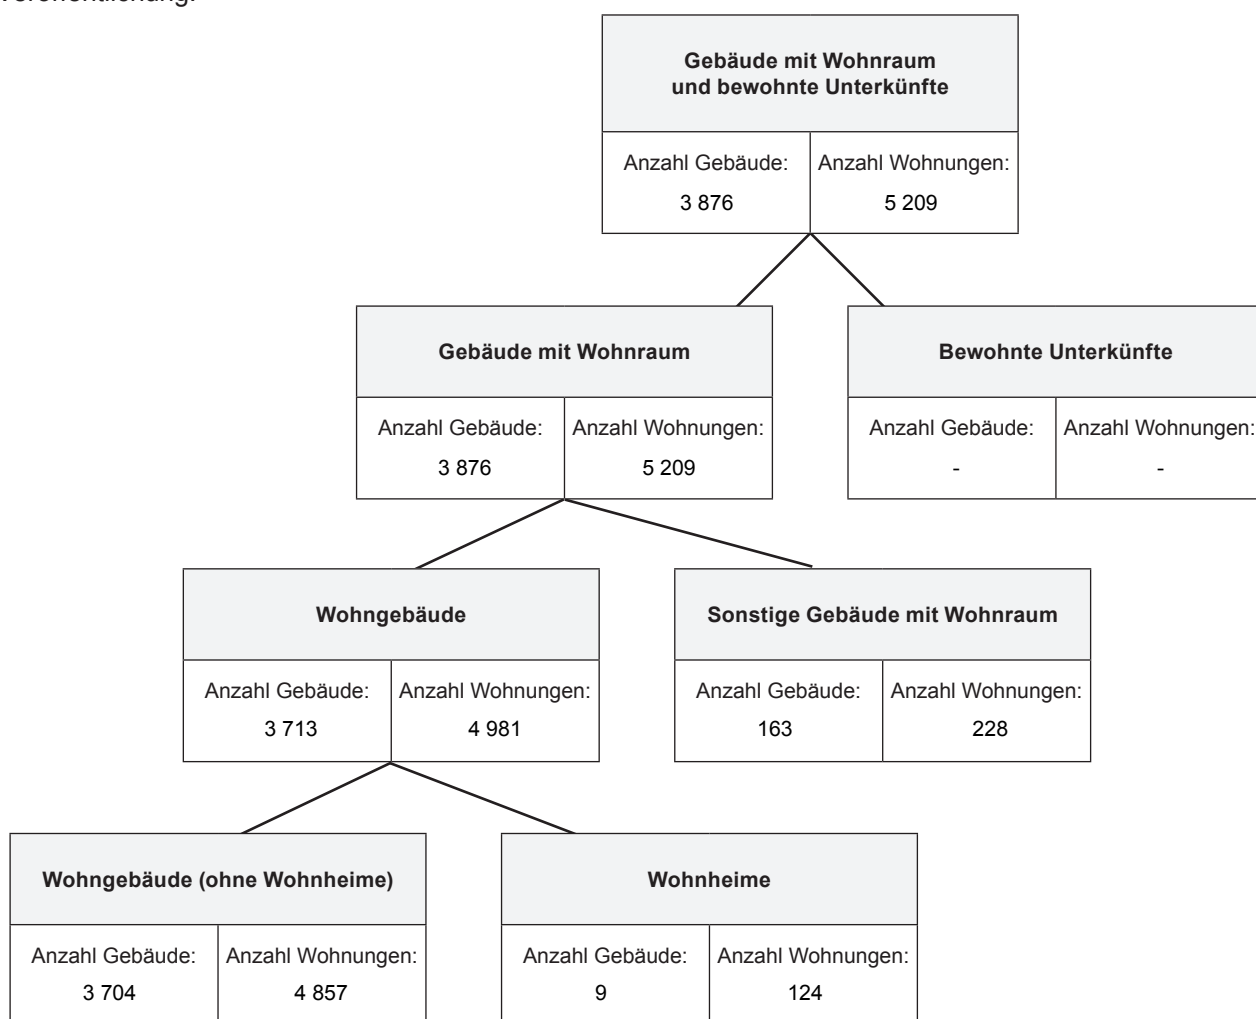 Veröffentlichung.
Gebäude mit Wohnraum
und bewohnte Unterkünfte
Anzahl Gebäude: Anzahl Wohnungen:
3 876 5 209
Gebäude mit Wohnraum Bewohnte Unterkünfte
Anzahl Gebäude: Anzahl Wohnungen: Anzahl Gebäude: Anzahl Wohnungen:
3 876 5 209 - -
Wohngebäude Sonstige Gebäude mit Wohnraum
Anzahl Gebäude: Anzahl Wohnungen: Anzahl Gebäude: Anzahl Wohnungen:
3 713 4 981 163 228
Wohngebäude (ohne Wohnheime) Wohnheime
Anzahl Gebäude: Anzahl Wohnungen: Anzahl Gebäude: Anzahl Wohnungen:
3 704 4 857 9 124